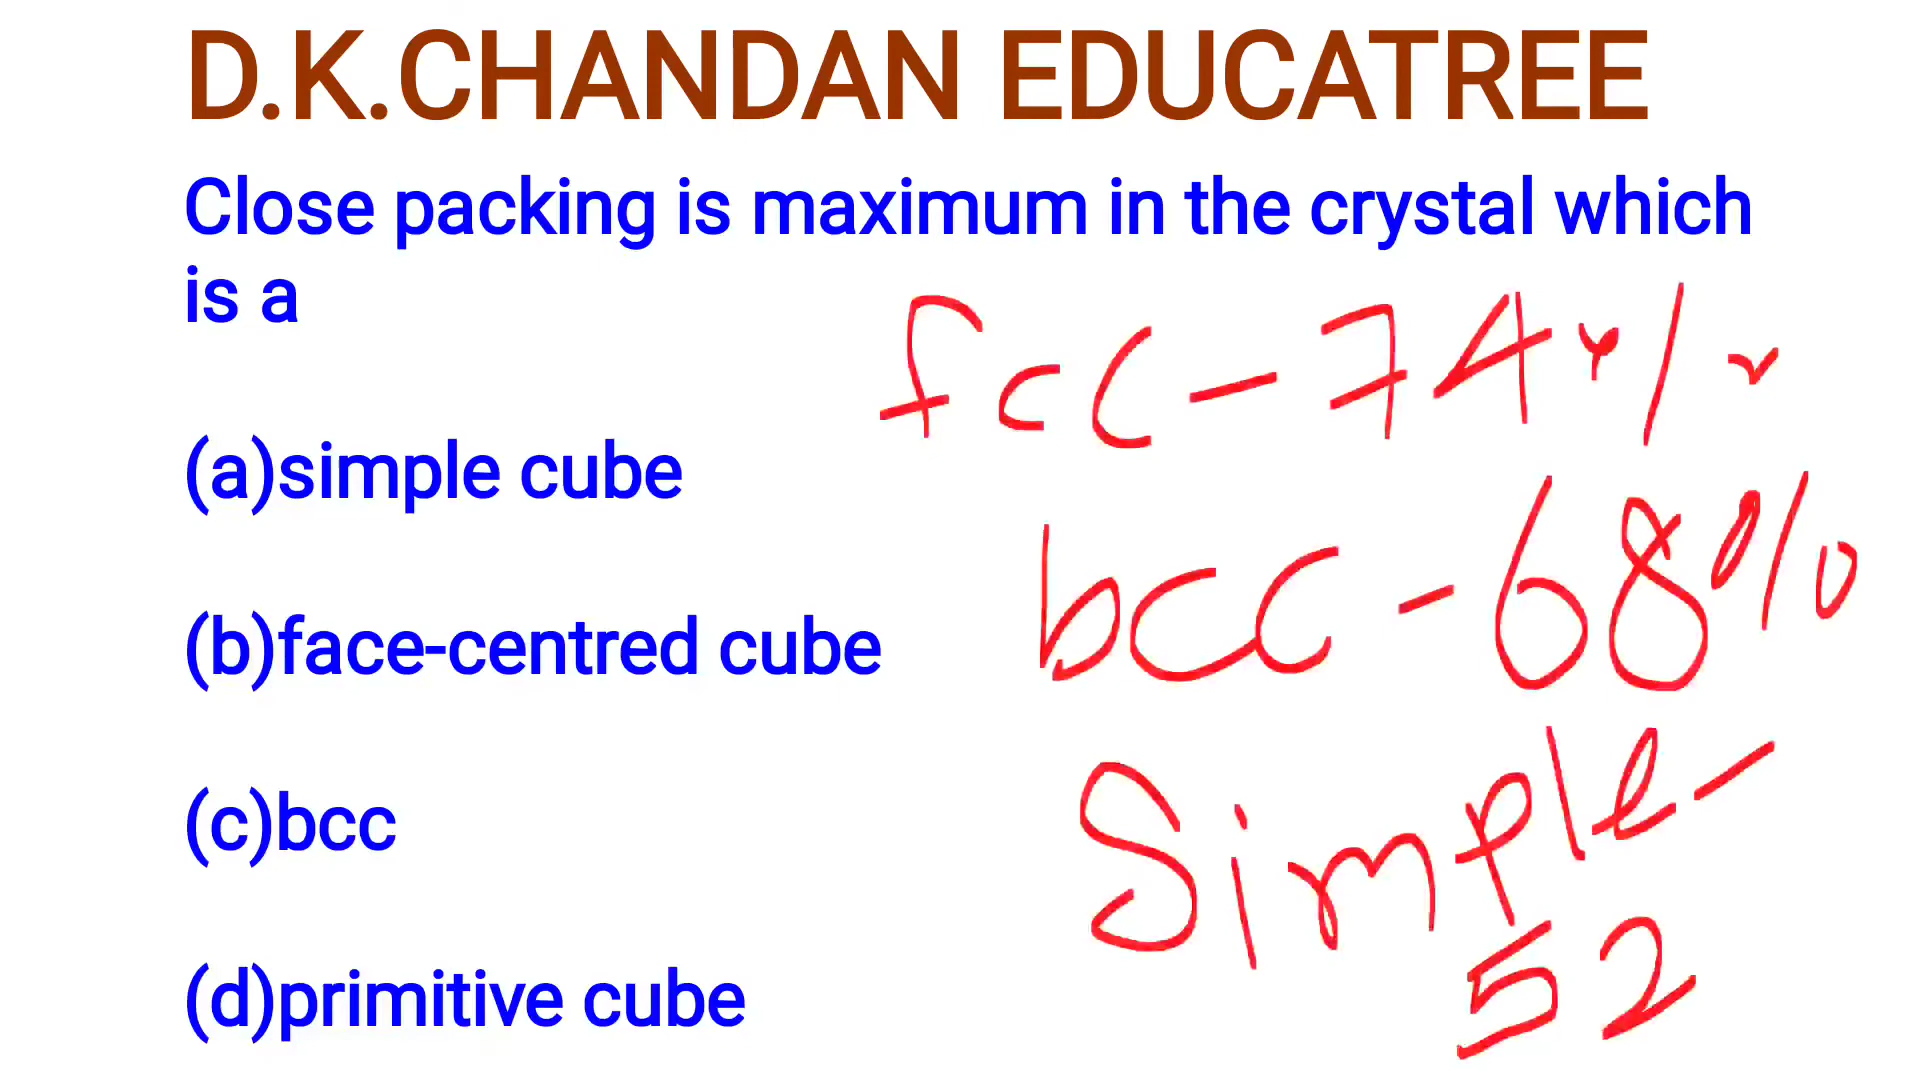 D.K.CHANDAN EDUCATREE
Close packing is maximum in the crystal which
is a
fcc - 74%
(a)simple cube
bcc - 68%
(b)face-centred cube
Simple -
52
(c)bcc
(d)primitive cube